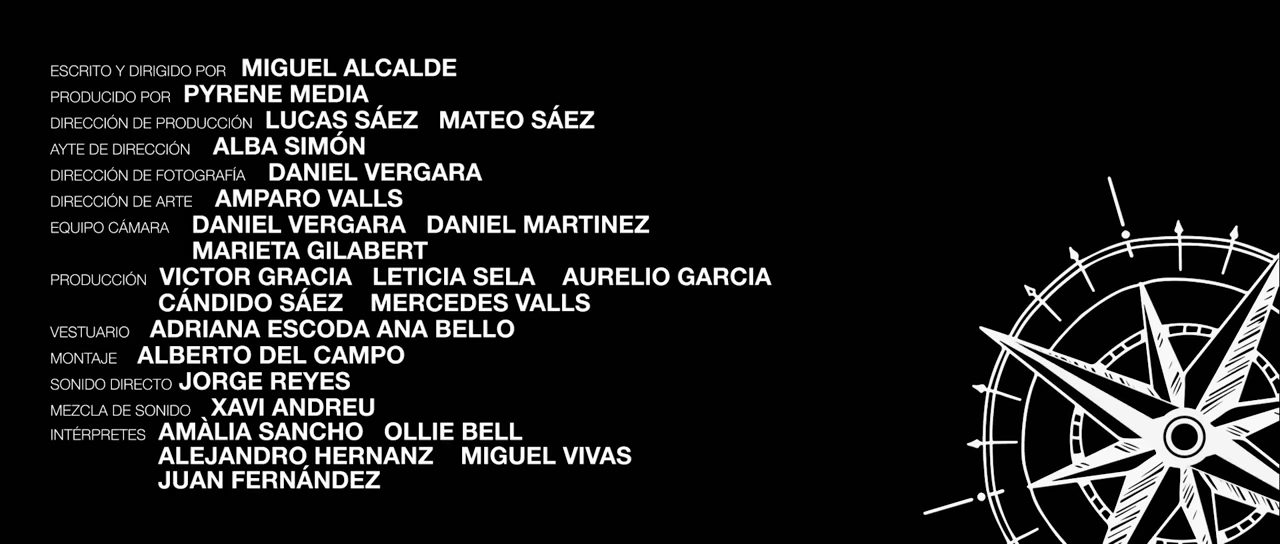 ESCRITO Y DIRIGIDO POR MIGUEL ALCALDE
PRODUCIDO POR PYRENE MEDIA
DIRECCIÓN DE PRODUCCIÓN LUCAS SÁEZ MATEO SÁEZ
AYTE DE DIRECCIÓN ALBA SIMÓN
DIRECCIÓN DE FOTOGRAFÍA DANIEL VERGARA
DIRECCIÓN DE ARTE AMPARO VALLS
EQUIPO CÁMARA DANIEL VERGARA DANIEL MARTINEZ
MARIETA GILABERT
PRODUCCIÓN VICTOR GRACIA LETICIA SELA AURELIO GARCIA
CÁNDIDO SÁEZ MERCEDES VALLS
VESTUARIO ADRIANA ESCODA ANA BELLO
MONTAJE ALBERTO DEL CAMPO
SONIDO DIRECTO JORGE REYES
MEZCLA DE SONIDO XAVI ANDREU
INTÉRPRETES AMÀLIA SANCHO OLLIE BELL
ALEJANDRO HERNANZ MIGUEL VIVAS
JUAN FERNÁNDEZ